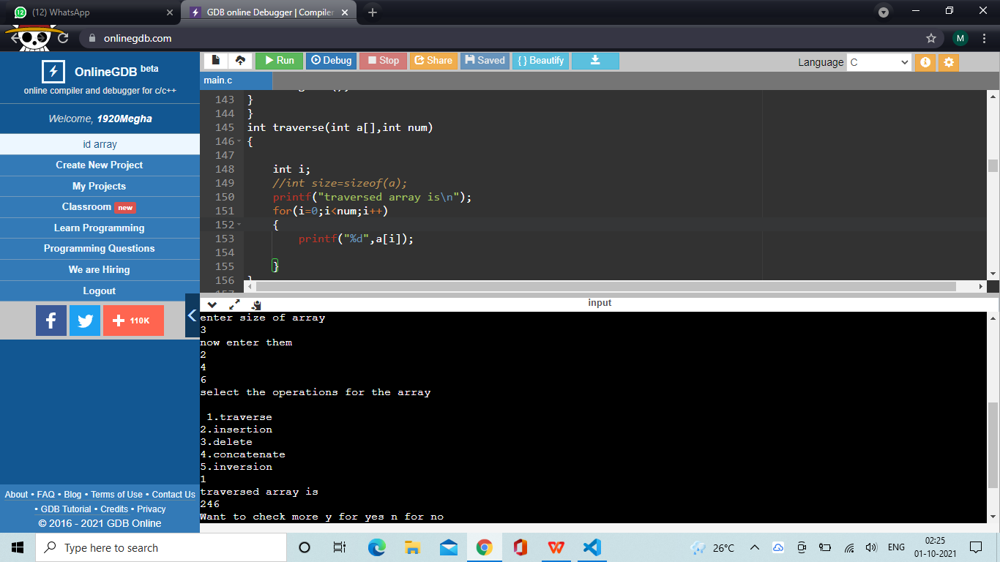 (12) WhatsApp
GDB online Debugger | Compiler
onlinegdb.com
M
OnlineGDB beta
online compiler and debugger for c/c++
Welcome, 1920Megha
id array
Create New Project
My Projects
Classroom new
Learn Programming
Programming Questions
We are Hiring
Logout
110K
About • FAQ • Blog • Terms of Use • Contact Us
• GDB Tutorial • Credits • Privacy
© 2016 - 2021 GDB Online
Run Debug Stop Share Saved { } Beautify
Language C
main.c
143 }
144 }
145 int traverse(int a[],int num)
146 {
147
148 int i;
149 //int size=sizeof(a);
150 printf("traversed array is\n");
151 for(i=0;i<num;i++)
152 {
153 printf("%d",a[i]);
154
155 }
156 }
input
enter size of array
3
now enter them
2
4
6
select the operations for the array
1.traverse
2.insertion
3.delete
4.concatenate
5.inversion
1
traversed array is
246
Want to check more y for yes n for no
Type here to search
26°C
ENG
02:25
01-10-2021